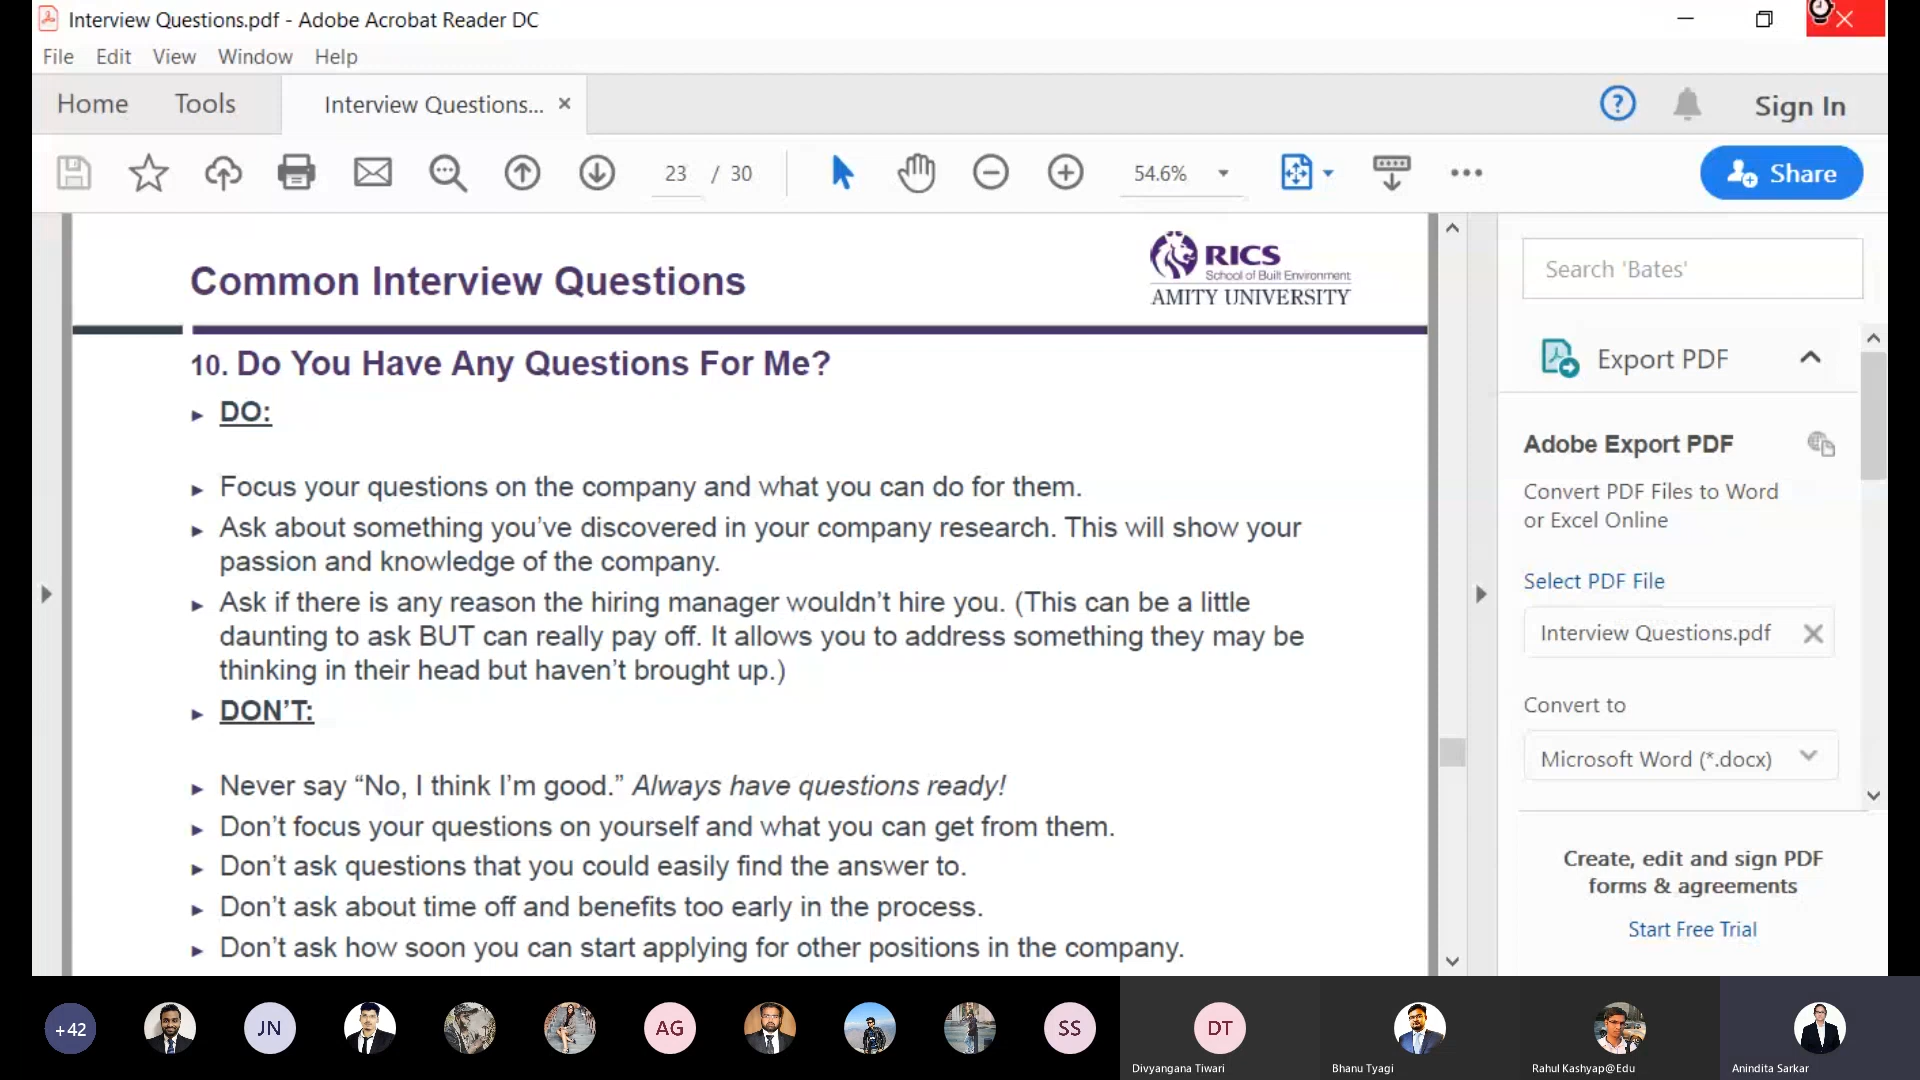 Interview Questions.pdf - Adobe Acrobat Reader DC
File Edit View Window Help
Home Tools Interview Questions... Sign In
23 / 30 54.6% Share
RICS
School of Built Environment
AMITY UNIVERSITY
Common Interview Questions
10. Do You Have Any Questions For Me?
DO:
Focus your questions on the company and what you can do for them.
Ask about something you’ve discovered in your company research. This will show your
passion and knowledge of the company.
Ask if there is any reason the hiring manager wouldn’t hire you. (This can be a little
daunting to ask BUT can really pay off. It allows you to address something they may be
thinking in their head but haven’t brought up.)
DON’T:
Never say “No, I think I’m good.” Always have questions ready!
Don’t focus your questions on yourself and what you can get from them.
Don’t ask questions that you could easily find the answer to.
Don’t ask about time off and benefits too early in the process.
Don’t ask how soon you can start applying for other positions in the company.
Search 'Bates'
Export PDF
Adobe Export PDF
Convert PDF Files to Word
or Excel Online
Select PDF File
Interview Questions.pdf
Convert to
Microsoft Word (*.docx)
Create, edit and sign PDF
forms & agreements
Start Free Trial
+42 JN AG SS DT
Divyangana Tiwari Bhanu Tyagi Rahul Kashyap@Edu Anindita Sarkar